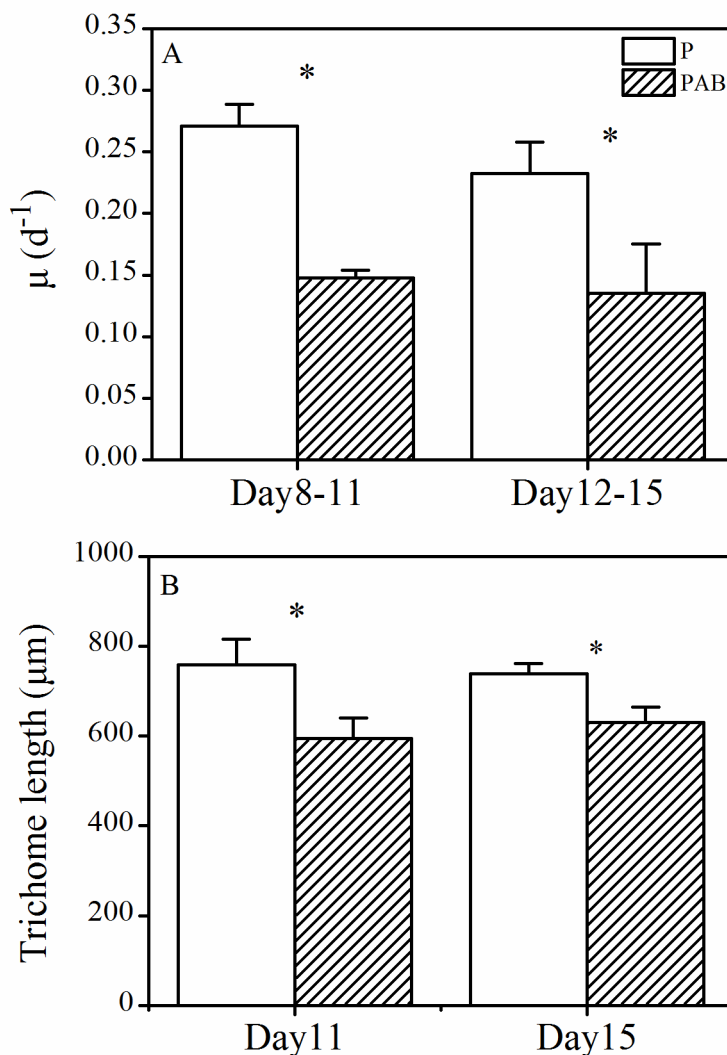 A
P
PAB
*
*
μ (d-1)
0.35
0.30
0.25
0.20
0.15
0.10
0.05
0.00
Day8-11
Day12-15
B
*
*
Trichome length (μm)
1000
800
600
400
200
0
Day11
Day15